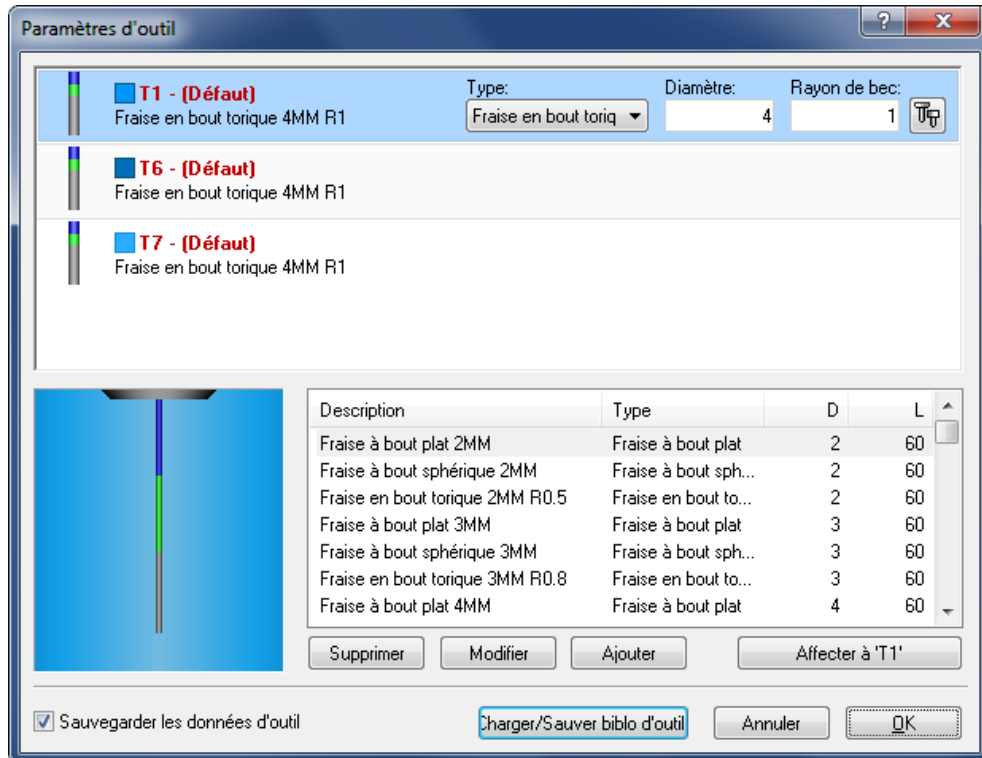 Paramètres d'outil
?
T1 - (Défaut)
Type:
Diamètre:
Rayon de bec:
Fraise en bout torique 4MM R1
Fraise en bout toriq
4
1
T6 - (Défaut)
Fraise en bout torique 4MM R1
T7 - (Défaut)
Fraise en bout torique 4MM R1
Description Type D L
Fraise à bout plat 2MM Fraise à bout plat 2 60
Fraise à bout sphérique 2MM Fraise à bout sph... 2 60
Fraise en bout torique 2MM R0.5 Fraise en bout to... 2 60
Fraise à bout plat 3MM Fraise à bout plat 3 60
Fraise à bout sphérique 3MM Fraise à bout sph... 3 60
Fraise en bout torique 3MM R0.8 Fraise en bout to... 3 60
Fraise à bout plat 4MM Fraise à bout plat 4 60
Supprimer Modifier Ajouter Affecter à 'T1'
Sauvegarder les données d'outil
Charger/Sauver biblo d'outil
Annuler
OK